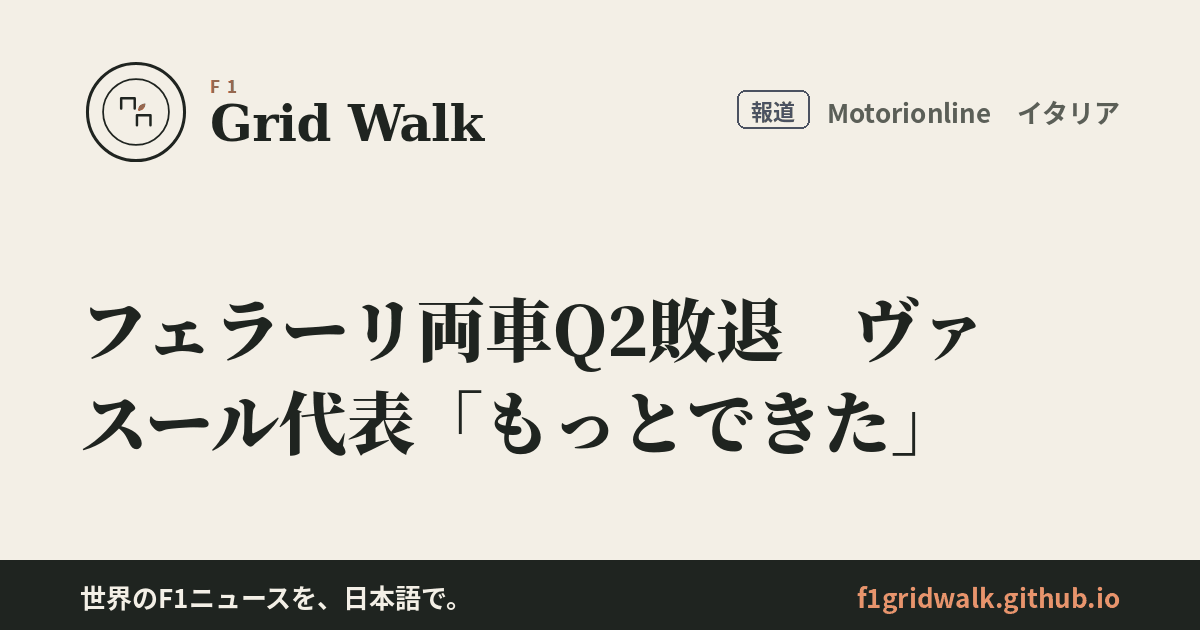 F1
Grid Walk
報道 Motorionline イタリア
フェラーリ両車Q2敗退　ヴァ
スール代表「もっとできた」
世界のF1ニュースを、日本語で。
f1gridwalk.github.io